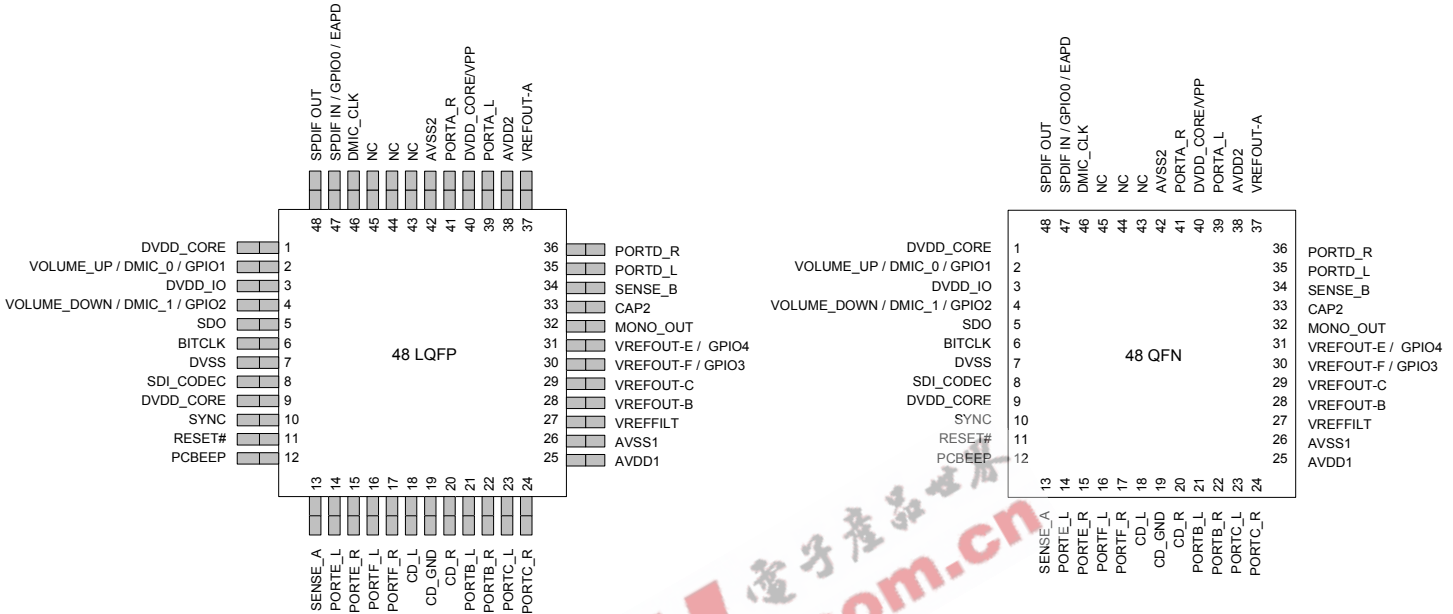 SPDIF OUT
SPDIF IN / GPIO0 / EAPD
DMIC_CLK
NC
NC
NC
AVSS2
PORTA_R
DVDD_CORE/VPP
PORTA_L
AVDD2
VREFOUT-A
48
47
46
45
44
43
42
41
40
39
38
37
DVDD_CORE 1
VOLUME_UP / DMIC_0 / GPIO1 2
DVDD_IO 3
VOLUME_DOWN / DMIC_1 / GPIO2 4
SDO 5
BITCLK 6
DVSS 7
SDI_CODEC 8
DVDD_CORE 9
SYNC 10
RESET# 11
PCBEEP 12
48 LQFP
36 PORTD_R
35 PORTD_L
34 SENSE_B
33 CAP2
32 MONO_OUT
31 VREFOUT-E / GPIO4
30 VREFOUT-F / GPIO3
29 VREFOUT-C
28 VREFOUT-B
27 VREFFILT
26 AVSS1
25 AVDD1
13
14
15
16
17
18
19
20
21
22
23
24
SENSE_A
PORTE_L
PORTE_R
PORTF_L
PORTF_R
CD_L
CD_GND
CD_R
PORTB_L
PORTB_R
PORTC_L
PORTC_R
SPDIF OUT
SPDIF IN / GPIO0 / EAPD
DMIC_CLK
NC
NC
NC
AVSS2
PORTA_R
DVDD_CORE/VPP
PORTA_L
AVDD2
VREFOUT-A
48
47
46
45
44
43
42
41
40
39
38
37
DVDD_CORE 1
VOLUME_UP / DMIC_0 / GPIO1 2
DVDD_IO 3
VOLUME_DOWN / DMIC_1 / GPIO2 4
SDO 5
BITCLK 6
DVSS 7
SDI_CODEC 8
DVDD_CORE 9
SYNC 10
RESET# 11
PCBEEP 12
48 QFN
36 PORTD_R
35 PORTD_L
34 SENSE_B
33 CAP2
32 MONO_OUT
31 VREFOUT-E / GPIO4
30 VREFOUT-F / GPIO3
29 VREFOUT-C
28 VREFOUT-B
27 VREFFILT
26 AVSS1
25 AVDD1
13
14
15
16
17
18
19
20
21
22
23
24
SENSE_A
PORTE_L
PORTE_R
PORTF_L
PORTF_R
CD_L
CD_GND
CD_R
PORTB_L
PORTB_R
PORTC_L
PORTC_R
電子產品世界
om.cn